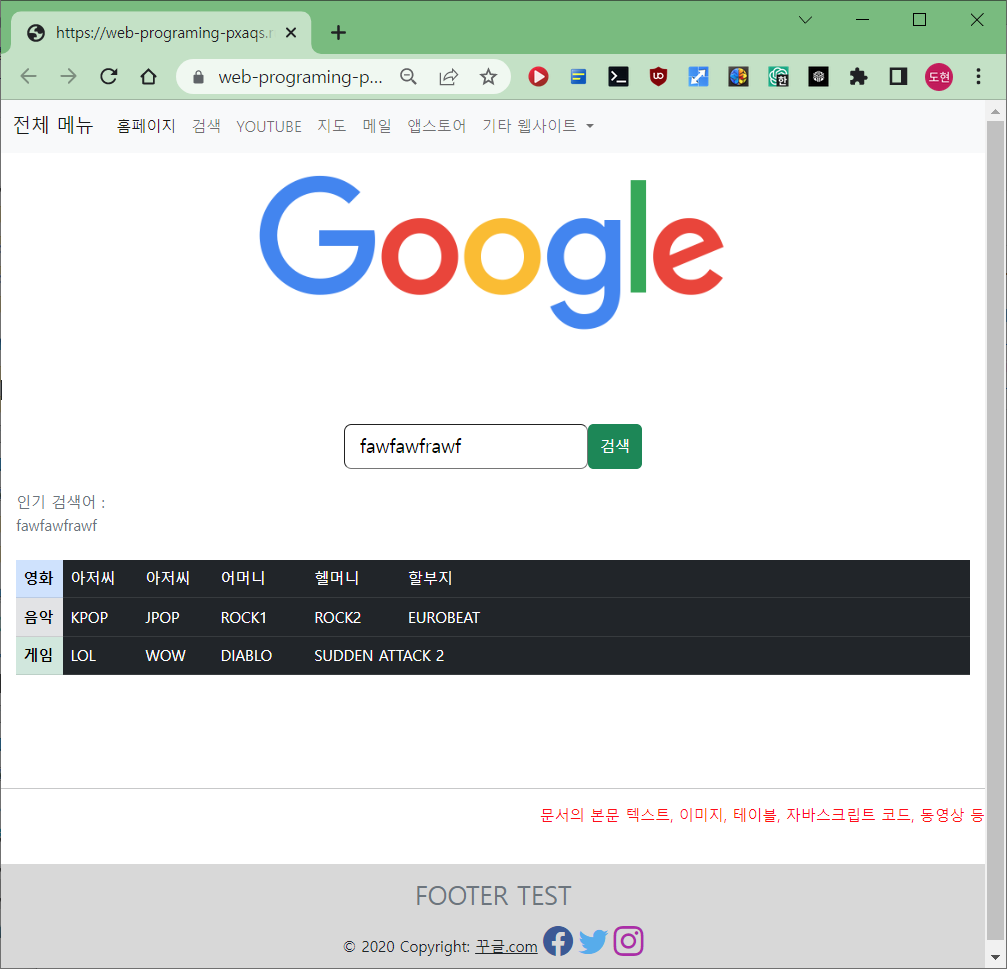 https://web-programing-pxaqs.n
web-programing-p...
도현
전체 메뉴 홈페이지 검색 YOUTUBE 지도 메일 앱스토어 기타 웹사이트
Google
fawfawfrawf 검색
인기 검색어 :
fawfawfrawf
영화 아저씨 아저씨 어머니 헬머니 할부지
음악 KPOP JPOP ROCK1 ROCK2 EUROBEAT
게임 LOL WOW DIABLO SUDDEN ATTACK 2
문서의 본문 텍스트, 이미지, 테이블, 자바스크립트 코드, 동영상 등
FOOTER TEST
© 2020 Copyright: 꾸글.com